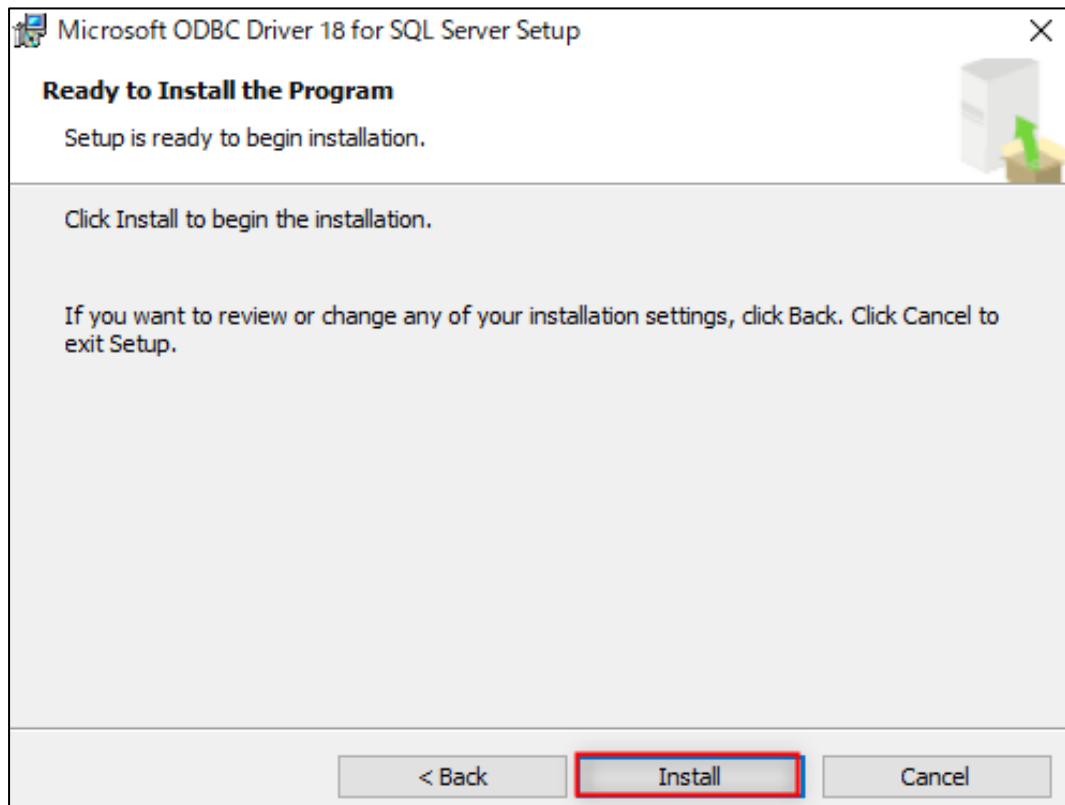 Microsoft ODBC Driver 18 for SQL Server Setup
Ready to Install the Program
Setup is ready to begin installation.
Click Install to begin the installation.
If you want to review or change any of your installation settings, click Back. Click Cancel to
exit Setup.
< Back
Install
Cancel